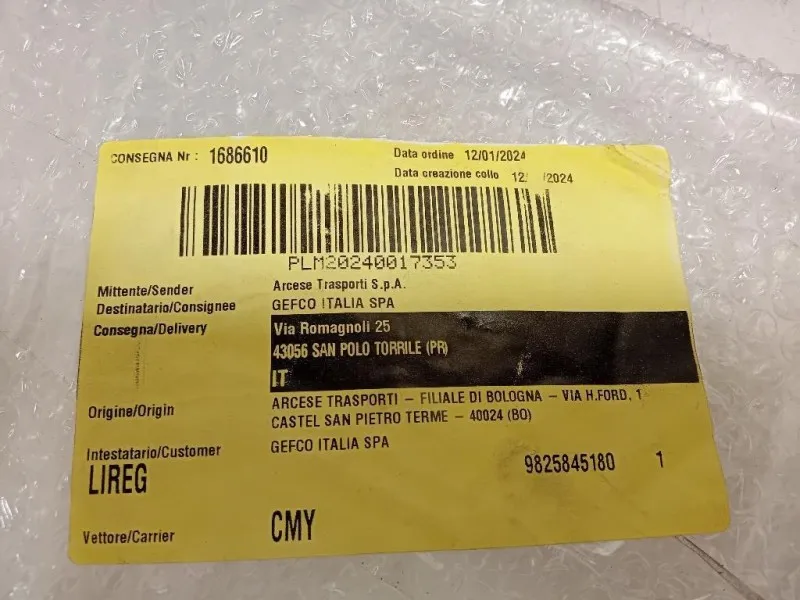 CONSEGNA Nr : 1686610
Data ordine 12/01/2024
Data creazione collo 12/ /2024
PLM20240017353
Mittente/Sender Arcese Trasporti S.p.A.
Destinatario/Consignee GEFCO ITALIA SPA
Consegna/Delivery Via Romagnoli 25
43056 SAN POLO TORRILE (PR)
IT
Origine/Origin ARCESE TRASPORTI – FILIALE DI BOLOGNA – VIA H.FORD, 1
CASTEL SAN PIETRO TERME – 40024 (BO)
Intestatario/Customer GEFCO ITALIA SPA
LIREG 9825845180 1
Vettore/Carrier CMY